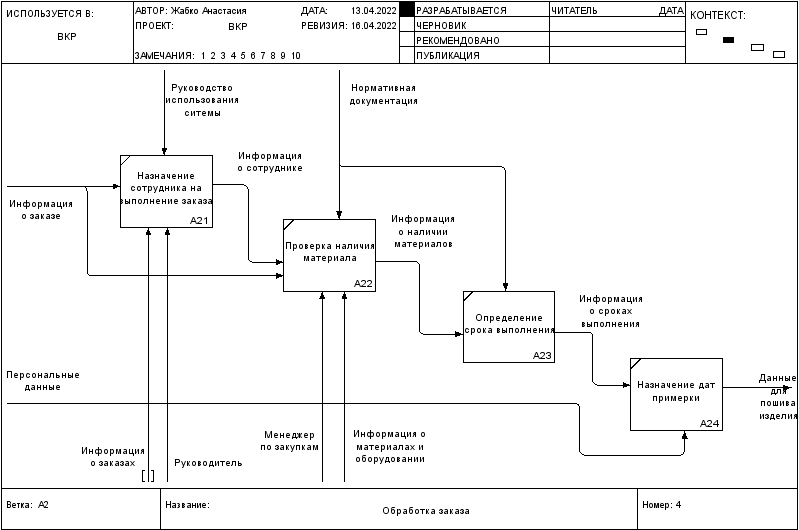 ИСПОЛЬЗУЕТСЯ В:
ВКР
АВТОР: Жабко Анастасия
ДАТА: 13.04.2022
ПРОЕКТ: ВКР
РЕВИЗИЯ: 16.04.2022
ЗАМЕЧАНИЯ: 1 2 3 4 5 6 7 8 9 10
РАЗРАБАТЫВАЕТСЯ
ЧЕРНОВИК
РЕКОМЕНДОВАНО
ПУБЛИКАЦИЯ
ЧИТАТЕЛЬ ДАТА
КОНТЕКСТ:
Руководство
использования
ситемы
Нормативная
документация
Информация
о заказе
Назначение
сотрудника на
выполнение заказа
A21
Информация
о сотруднике
Проверка наличия
материала
A22
Информация
о наличии
материалов
Определение
срока выполнения
A23
Информация
о сроках
выполнения
Назначение дат
примерки
A24
Данные
для
пошива
изделия
Персональные
данные
Информация
о заказах
Руководитель
Менеджер
по закупкам
Информация о
материалах и
оборудовании
Ветка: A2
Название:
Обработка заказа
Номер: 4